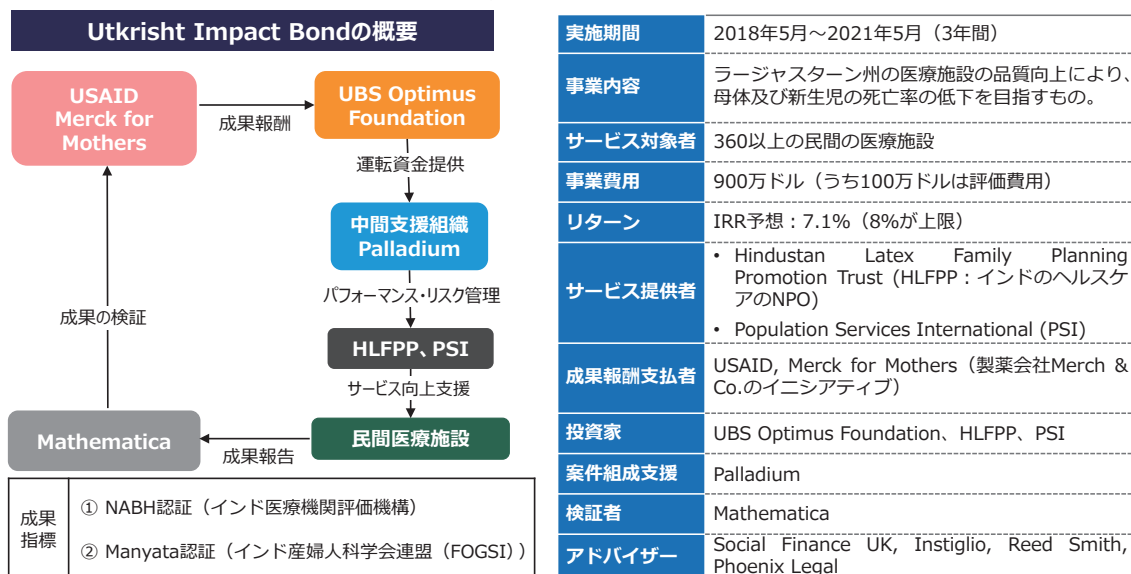 Utkrisht Impact Bondの概要
USAID
Merck for
Mothers
成果報酬
UBS Optimus
Foundation
運転資金提供
中間支援組織
Palladium
パフォーマンス・リスク管理
成果の検証
HLFPP、PSI
サービス向上支援
Mathematica
成果報告
民間医療施設
成果
指標
① NABH認証（インド医療機関評価機構）
② Manyata認証（インド産婦人科学会連盟（FOGSI））
実施期間
2018年5月～2021年5月（3年間）
事業内容
ラージャスターン州の医療施設の品質向上により、
母体及び新生児の死亡率の低下を目指すもの。
サービス対象者
360以上の民間の医療施設
事業費用
900万ドル（うち100万ドルは評価費用）
リターン
IRR予想：7.1%（8%が上限）
サービス提供者
• Hindustan Latex Family Planning
Promotion Trust (HLFPP：インドのヘルスケ
アのNPO)
• Population Services International (PSI)
成果報酬支払者
USAID, Merck for Mothers（製薬会社Merch &
Co.のイニシアティブ）
投資家
UBS Optimus Foundation、HLFPP、PSI
案件組成支援
Palladium
検証者
Mathematica
アドバイザー
Social Finance UK, Instiglio, Reed Smith,
Phoenix Legal